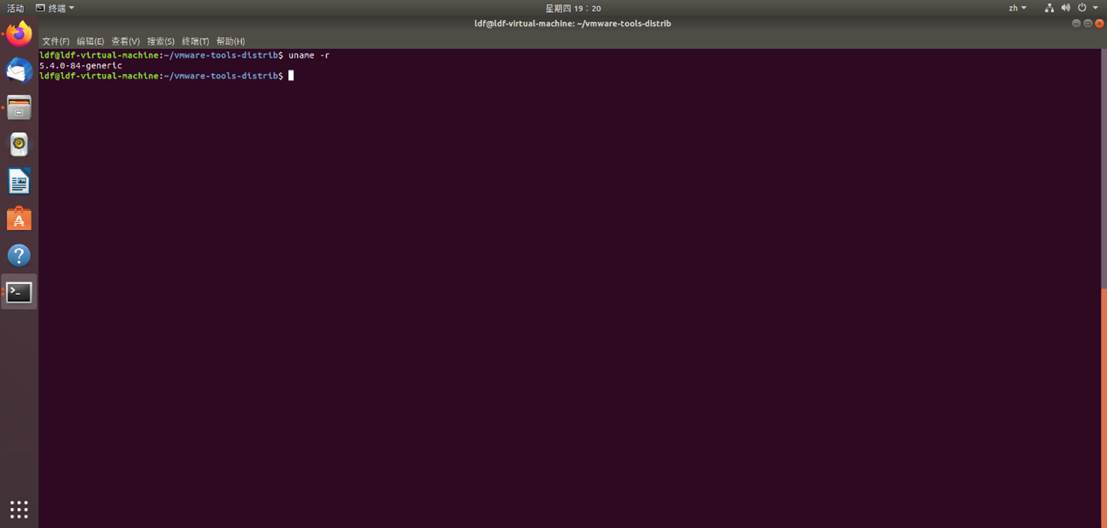 活动 终端 星期四 19：20 zh
ldf@ldf-virtual-machine: ~/vmware-tools-distrib
文件(F) 编辑(E) 查看(V) 搜索(S) 终端(T) 帮助(H)
ldf@ldf-virtual-machine:~/vmware-tools-distrib$ uname -r
5.4.0-84-generic
ldf@ldf-virtual-machine:~/vmware-tools-distrib$